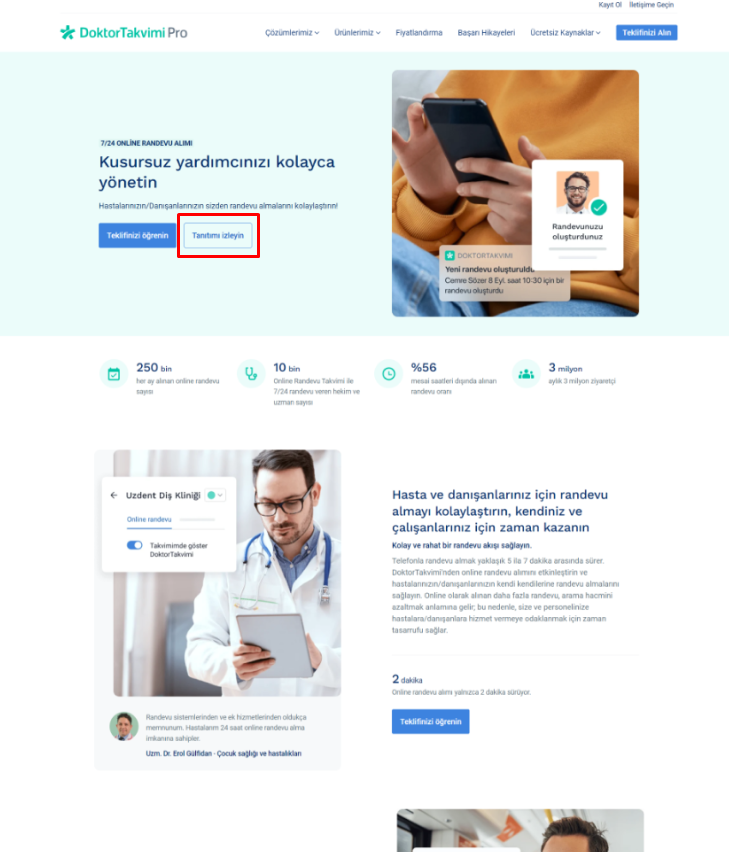 Kayıt Ol İletişime Geçin
DoktorTakvimi Pro
Çözümlerimiz Ürünlerimiz Fiyatlandırma Başarı Hikayeleri Ücretsiz Kaynaklar Teklifinizi Alın
7/24 ONLİNE RANDEVU ALIMI
Kusursuz yardımcınızı kolayca
yönetin
Hastalarınızın/Danışanlarınızın sizden randevu almalarını kolaylaştırın!
Teklifinizi öğrenin Tanıtımı izleyin
Randevunuzu
oluşturdunuz
DOKTORTAKVIMI
Yeni randevu oluşturuldu
Cemre Sözer 8 Eyl. saat 10:30 için bir
randevu oluşturdu
250 bin
her ay alınan online randevu
sayısı
10 bin
Online Randevu Takvimi ile
7/24 randevu veren hekim ve
uzman sayısı
%56
mesai saatleri dışında alınan
randevu oranı
3 milyon
aylık 3 milyon ziyaretçi
Uzdent Diş Kliniği
Online randevu
Takvimimde göster
DoktorTakvimi
Randevu sistemlerinden ve ek hizmetlerinden oldukça
memnunum. Hastalarım 24 saat online randevu alma
imkanına sahipler.
Uzm. Dr. Erol Gülfidan - Çocuk sağlığı ve hastalıkları
Hasta ve danışanlarınız için randevu
almayı kolaylaştırın, kendiniz ve
çalışanlarınız için zaman kazanın
Kolay ve rahat bir randevu akışı sağlayın.
Telefonla randevu almak yaklaşık 5 ila 7 dakika arasında sürer.
DoktorTakvimi'nden online randevu alımını etkinleştirin ve
hastalarınızın/danışanlarınızın kendi kendilerine randevu almalarını
sağlayın. Online olarak alınan daha fazla randevu, arama hacmini
azaltmak anlamına gelir; bu nedenle, size ve personelinize
hastalara/danışanlara hizmet vermeye odaklanmak için zaman
tasarrufu sağlar.
2 dakika
Online randevu alımı yalnızca 2 dakika sürüyor.
Teklifinizi öğrenin